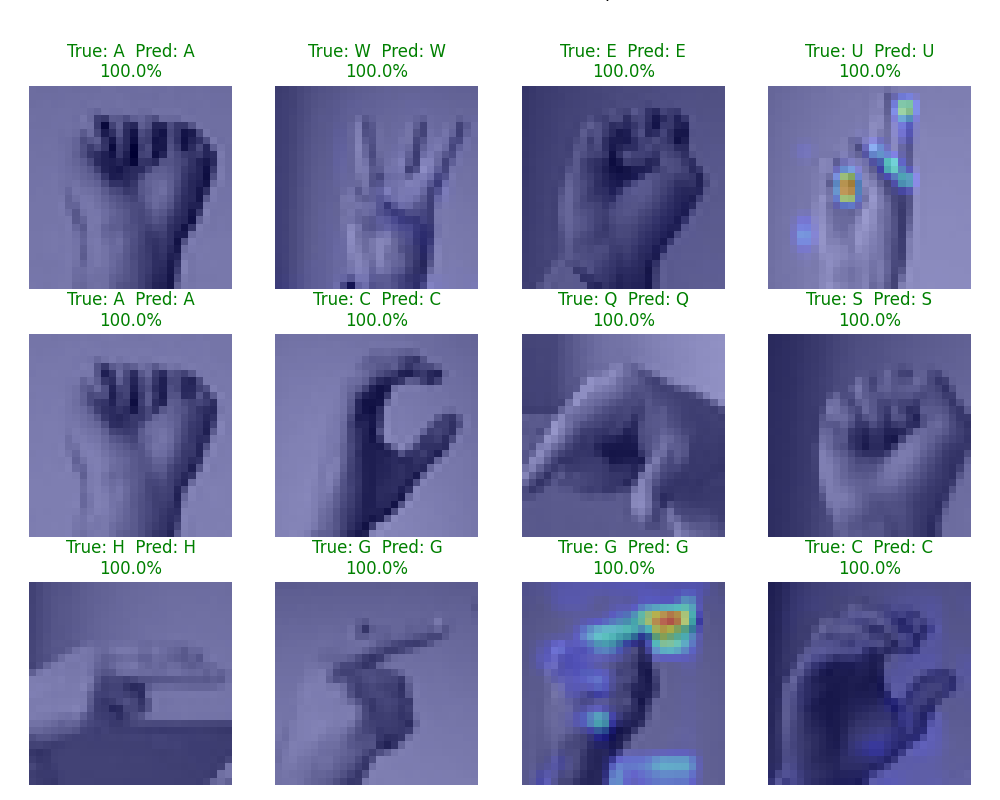 True: A  Pred: A
100.0%
True: W  Pred: W
100.0%
True: E  Pred: E
100.0%
True: U  Pred: U
100.0%
True: A  Pred: A
100.0%
True: C  Pred: C
100.0%
True: Q  Pred: Q
100.0%
True: S  Pred: S
100.0%
True: H  Pred: H
100.0%
True: G  Pred: G
100.0%
True: G  Pred: G
100.0%
True: C  Pred: C
100.0%